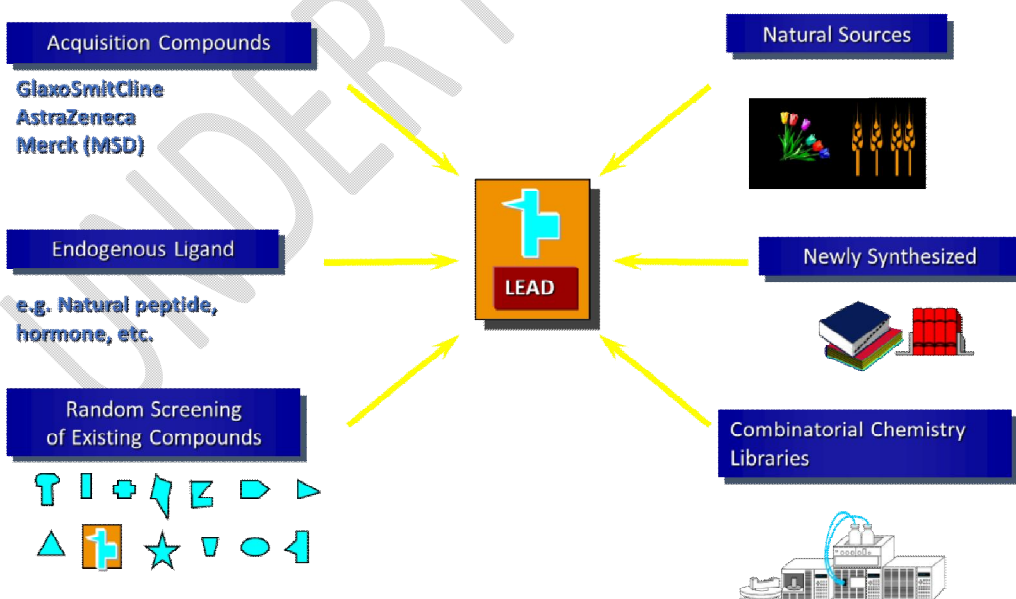 Acquisition Compounds
GlaxoSmitCline
AstraZeneca
Merck (MSD)
Endogenous Ligand
e.g. Natural peptide,
hormone, etc.
Random Screening
of Existing Compounds
LEAD
Natural Sources
Newly Synthesized
Combinatorial Chemistry
Libraries
UNDER